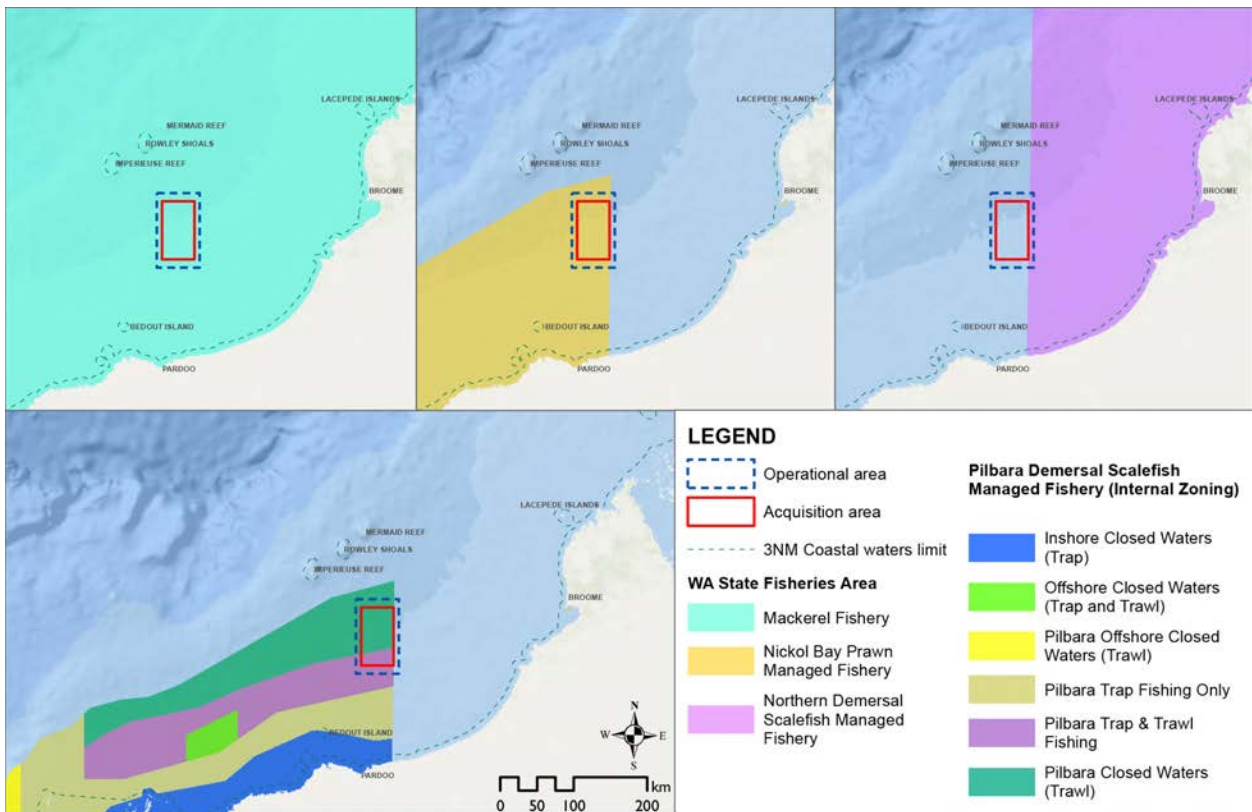 LACEPEDE ISLANDS
MERMAID REEF
ROWLEY SHOALS
IMPERIEUSE REEF
BROOME
BEDOUT ISLAND
PARDOO
LACEPEDE ISLANDS
MERMAID REEF
ROWLEY SHOALS
IMPERIEUSE REEF
BROOME
BEDOUT ISLAND
PARDOO
LACEPEDE ISLANDS
MERMAID REEF
ROWLEY SHOALS
IMPERIEUSE REEF
BROOME
BEDOUT ISLAND
PARDOO
LACEPEDE ISLANDS
MERMAID REEF
ROWLEY SHOALS
IMPERIEUSE REEF
BROOME
BEDOUT ISLAND
PARDOO
N
W E
S
km
0 50 100 200
LEGEND
Operational area
Acquisition area
3NM Coastal waters limit
WA State Fisheries Area
Mackerel Fishery
Nickol Bay Prawn
Managed Fishery
Northern Demersal
Scalefish Managed
Fishery
Pilbara Demersal Scalefish
Managed Fishery (Internal Zoning)
Inshore Closed Waters
(Trap)
Offshore Closed Waters
(Trap and Trawl)
Pilbara Offshore Closed
Waters (Trawl)
Pilbara Trap Fishing Only
Pilbara Trap & Trawl
Fishing
Pilbara Closed Waters
(Trawl)